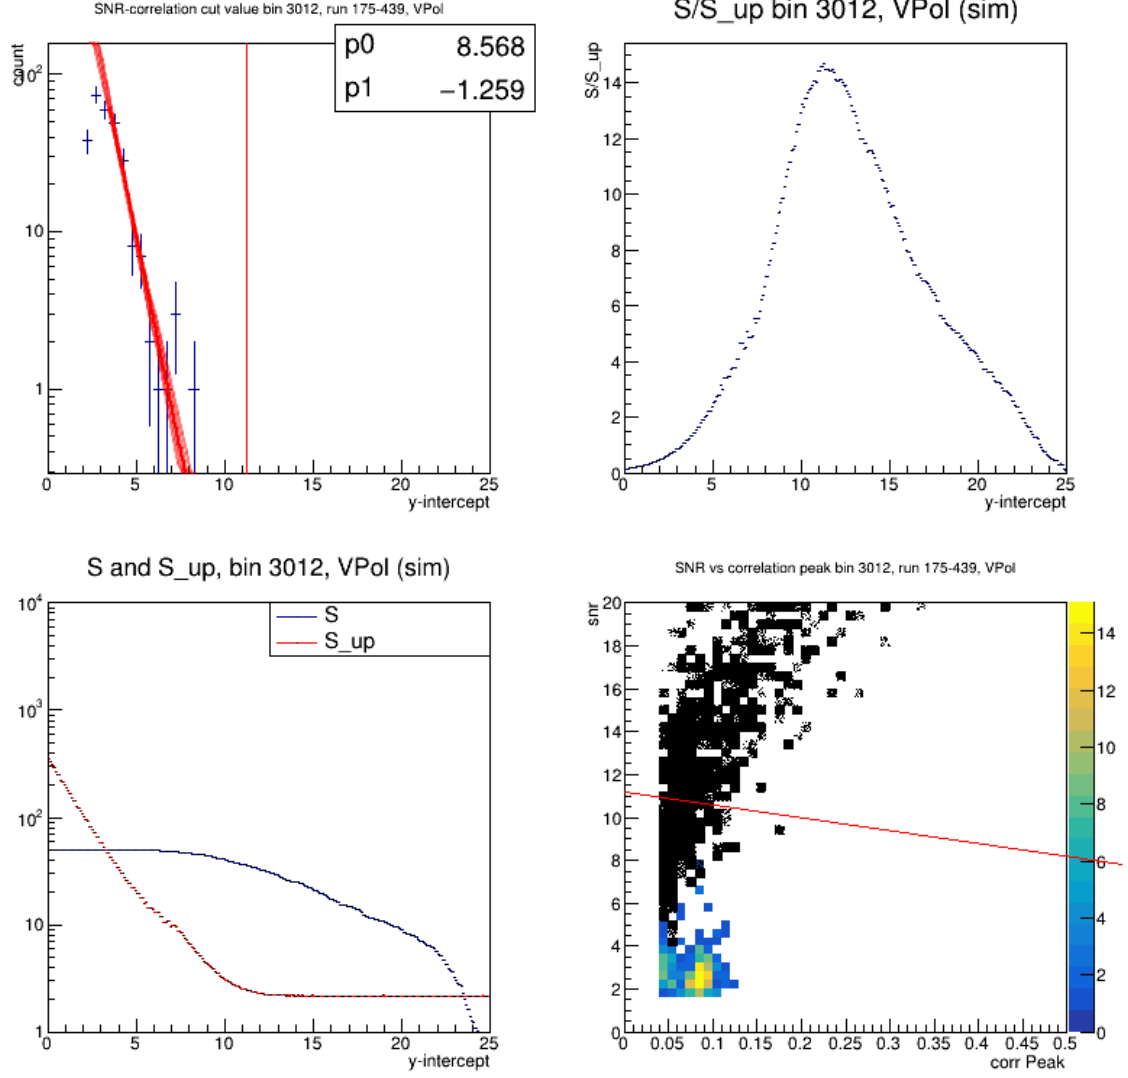 SNR-correlation cut value bin 3012, run 175-439, VPol
count
p0 8.568
p1 −1.259
10²
10
1
0 5 10 15 20 25
y-intercept
S/S_up bin 3012, VPol (sim)
S/S_up
14
12
10
8
6
4
2
0
0 5 10 15 20 25
y-intercept
S and S_up, bin 3012, VPol (sim)
S
S_up
10⁴
10³
10²
10
1
0 5 10 15 20 25
y-intercept
SNR vs correlation peak bin 3012, run 175-439, VPol
snr
20
18
16
14
12
10
8
6
4
2
0
0 0.05 0.1 0.15 0.2 0.25 0.3 0.35 0.4 0.45 0.5
corr Peak
14
12
10
8
6
4
2
0